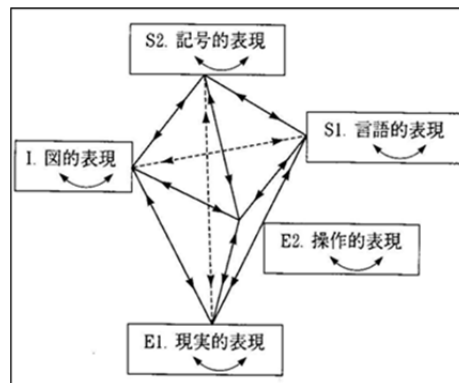 S2. 記号的表現
S1. 言語的表現
I. 図的表現
E2. 操作的表現
E1. 現実的表現